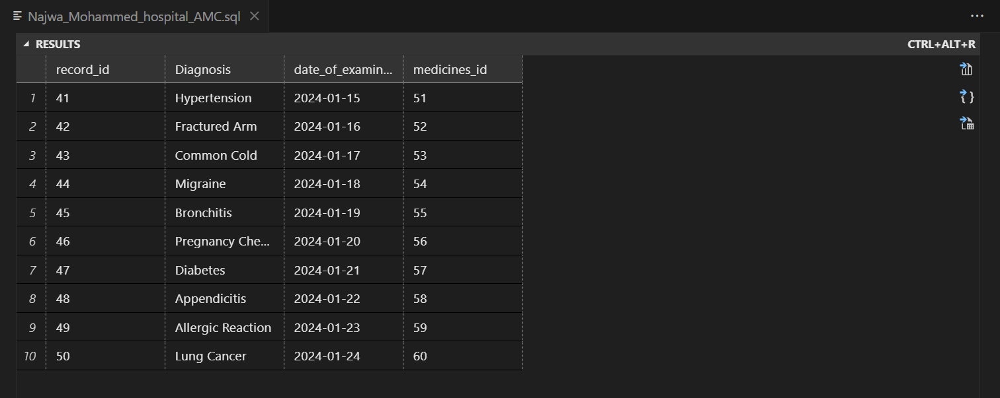 Najwa_Mohammed_hospital_AMC.sql
RESULTS CTRL+ALT+R
record_id Diagnosis date_of_examin... medicines_id
1 41 Hypertension 2024-01-15 51
2 42 Fractured Arm 2024-01-16 52
3 43 Common Cold 2024-01-17 53
4 44 Migraine 2024-01-18 54
5 45 Bronchitis 2024-01-19 55
6 46 Pregnancy Che... 2024-01-20 56
7 47 Diabetes 2024-01-21 57
8 48 Appendicitis 2024-01-22 58
9 49 Allergic Reaction 2024-01-23 59
10 50 Lung Cancer 2024-01-24 60